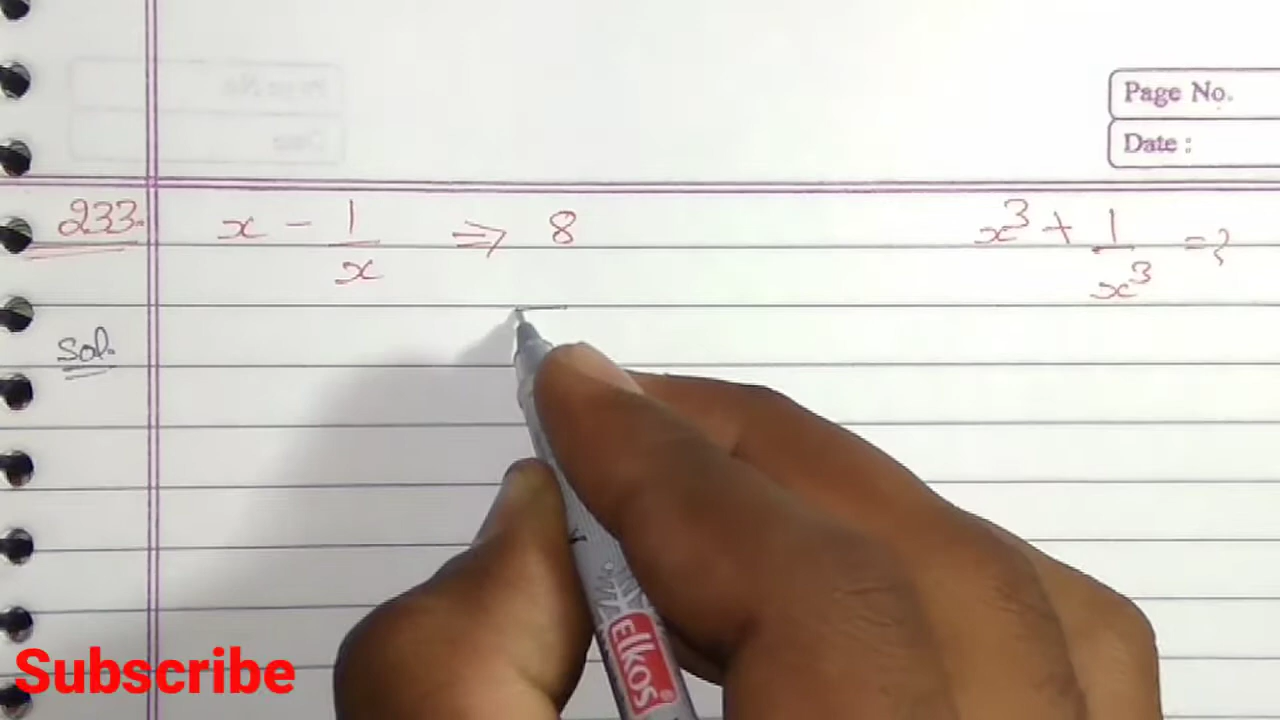 Page No.
Date :
233. x - 1/x => 8 x³ + 1/x³ = ?
Sol.
elkos
Subscribe